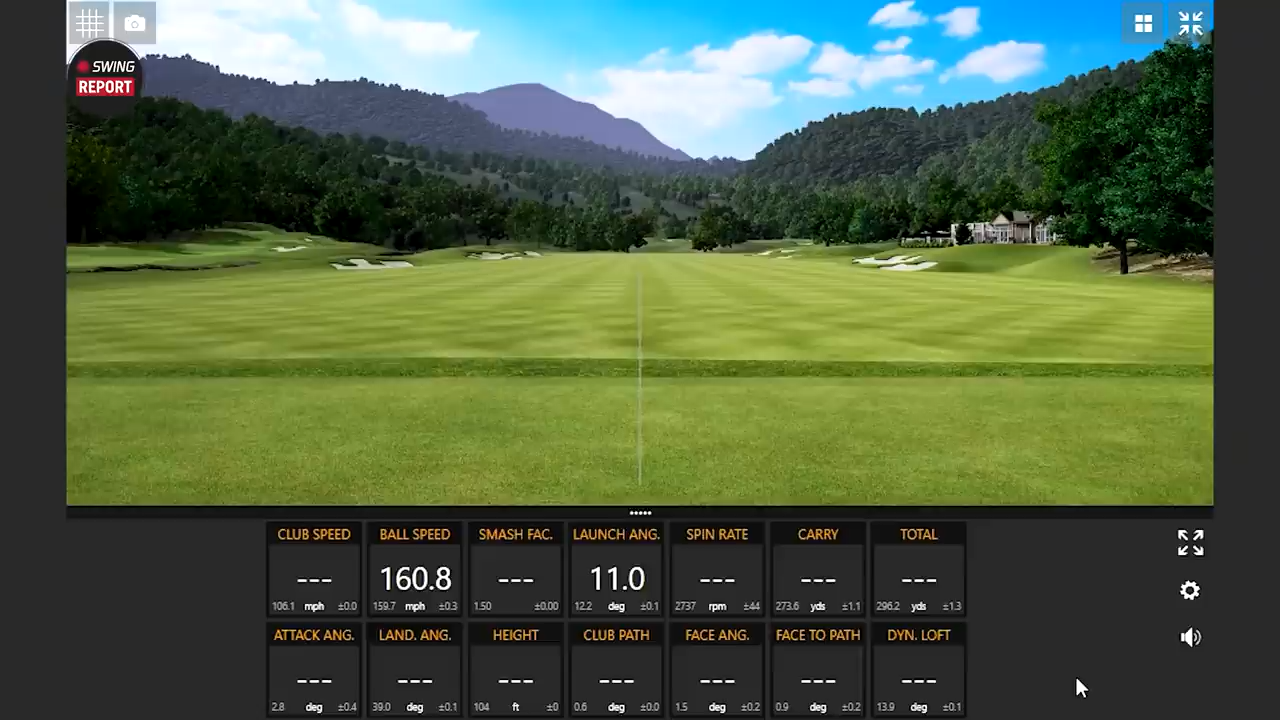 SWING
REPORT
CLUB SPEED BALL SPEED SMASH FAC. LAUNCH ANG. SPIN RATE CARRY TOTAL
--- 160.8 --- 11.0 --- --- ---
106.1 mph ±0.0 159.7 mph ±0.3 1.50 ±0.00 12.2 deg ±0.1 2737 rpm ±44 273.6 yds ±1.1 296.2 yds ±1.3
ATTACK ANG. LAND. ANG. HEIGHT CLUB PATH FACE ANG. FACE TO PATH DYN. LOFT
--- --- --- --- --- --- ---
2.8 deg ±0.4 39.0 deg ±0.1 104 ft ±0 0.6 deg ±0.0 1.5 deg ±0.2 0.9 deg ±0.2 13.9 deg ±0.1